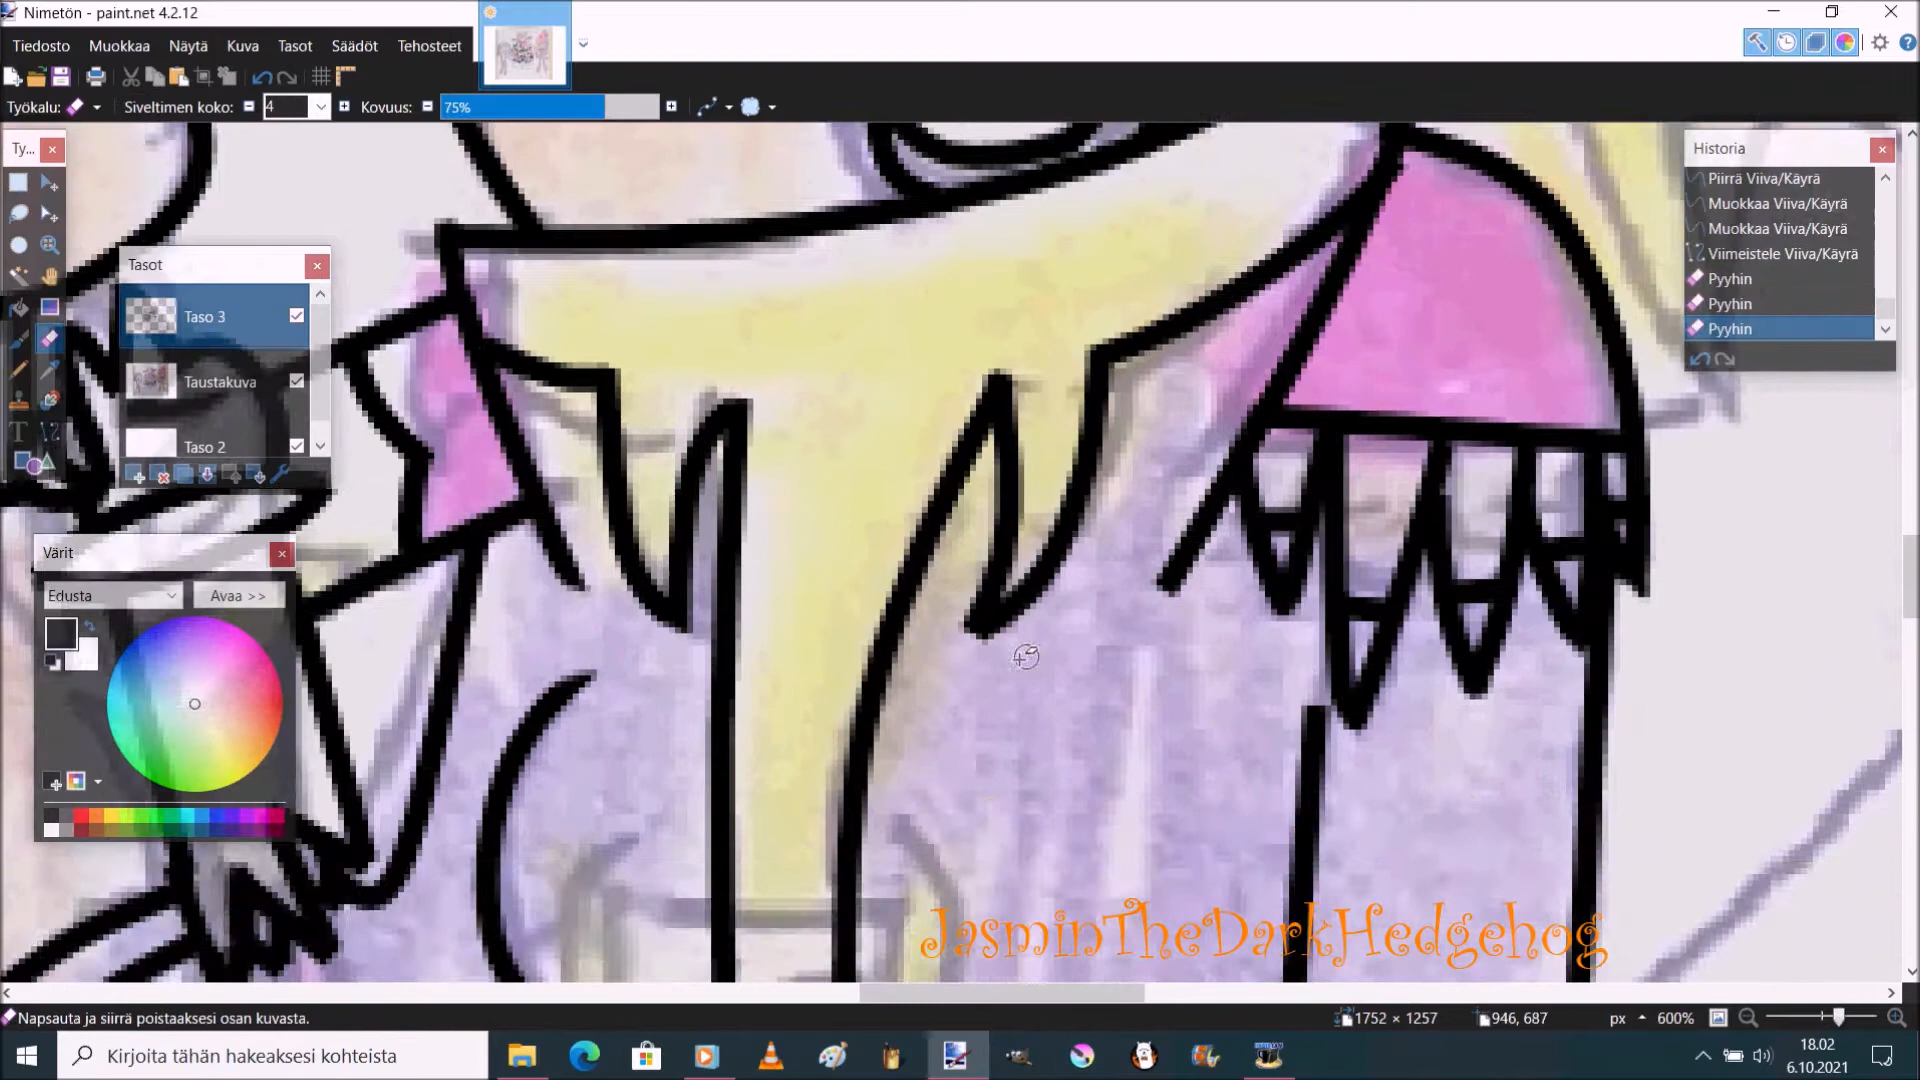 Nimetön - paint.net 4.2.12
Tiedosto Muokkaa Näytä Kuva Tasot Säädöt Tehosteet
Työkalu: Siveltimen koko: 4 Kovuus: 75%
Ty...
Historia
Piirrä Viiva/Käyrä
Muokkaa Viiva/Käyrä
Muokkaa Viiva/Käyrä
Viimeistele Viiva/Käyrä
Pyyhin
Pyyhin
Pyyhin
Tasot
Taso 3
Taustakuva
Taso 2
Värit
Edusta Avaa >>
JasminTheDarkHedgehog
Napsauta ja siirrä poistaaksesi osan kuvasta.
1752 × 1257 946, 687 px 600%
Kirjoita tähän hakeaksesi kohteista
18.02
6.10.2021